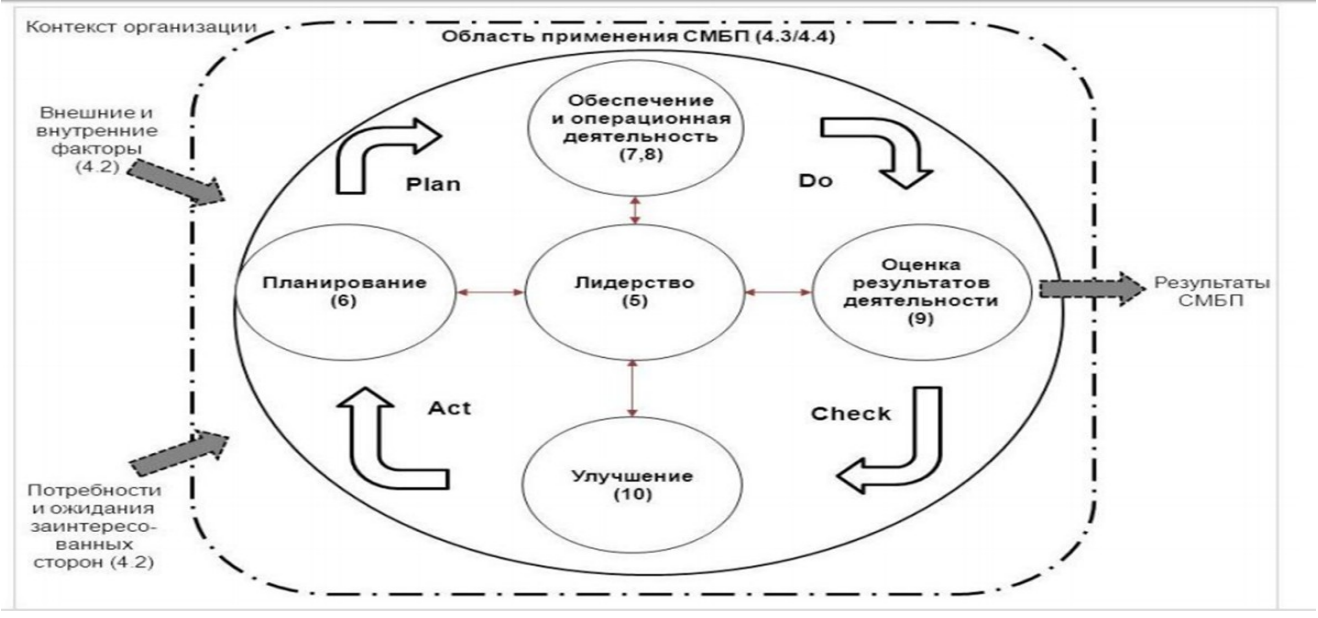 Контекст организации
Область применения СМБП (4.3/4.4)
Внешние и
внутренние
факторы
(4.2)
Обеспечение
и операционная
деятельность
(7,8)
Plan
Do
Планирование
(6)
Лидерство
(5)
Оценка
результатов
деятельности
(9)
Результаты
СМБП
Act
Check
Улучшение
(10)
Потребности
и ожидания
заинтересо-
ванных
сторон (4.2)